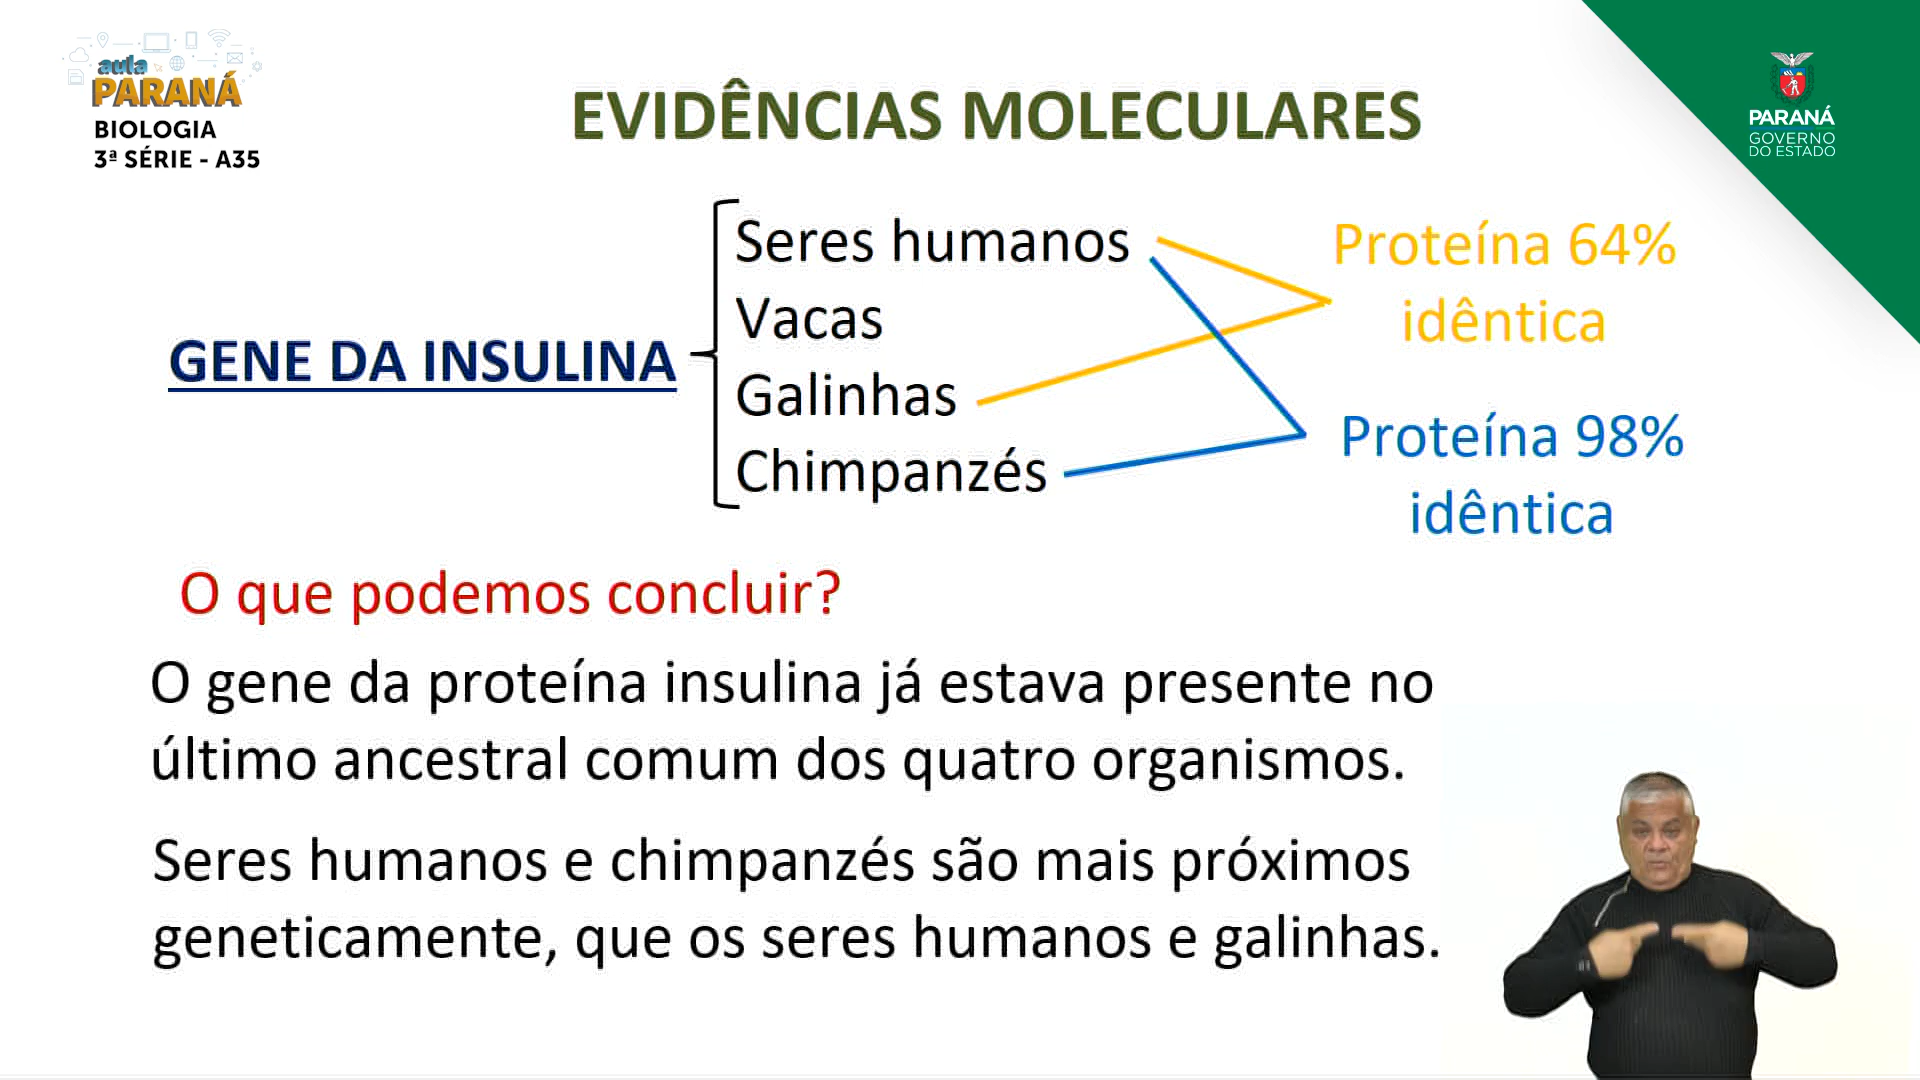 aula
PARANÁ
BIOLOGIA
3ª SÉRIE - A35
EVIDÊNCIAS MOLECULARES
PARANÁ
GOVERNO
DO ESTADO
GENE DA INSULINA
Seres humanos
Vacas
Galinhas
Chimpanzés
Proteína 64%
idêntica
Proteína 98%
idêntica
O que podemos concluir?
O gene da proteína insulina já estava presente no
último ancestral comum dos quatro organismos.
Seres humanos e chimpanzés são mais próximos
geneticamente, que os seres humanos e galinhas.